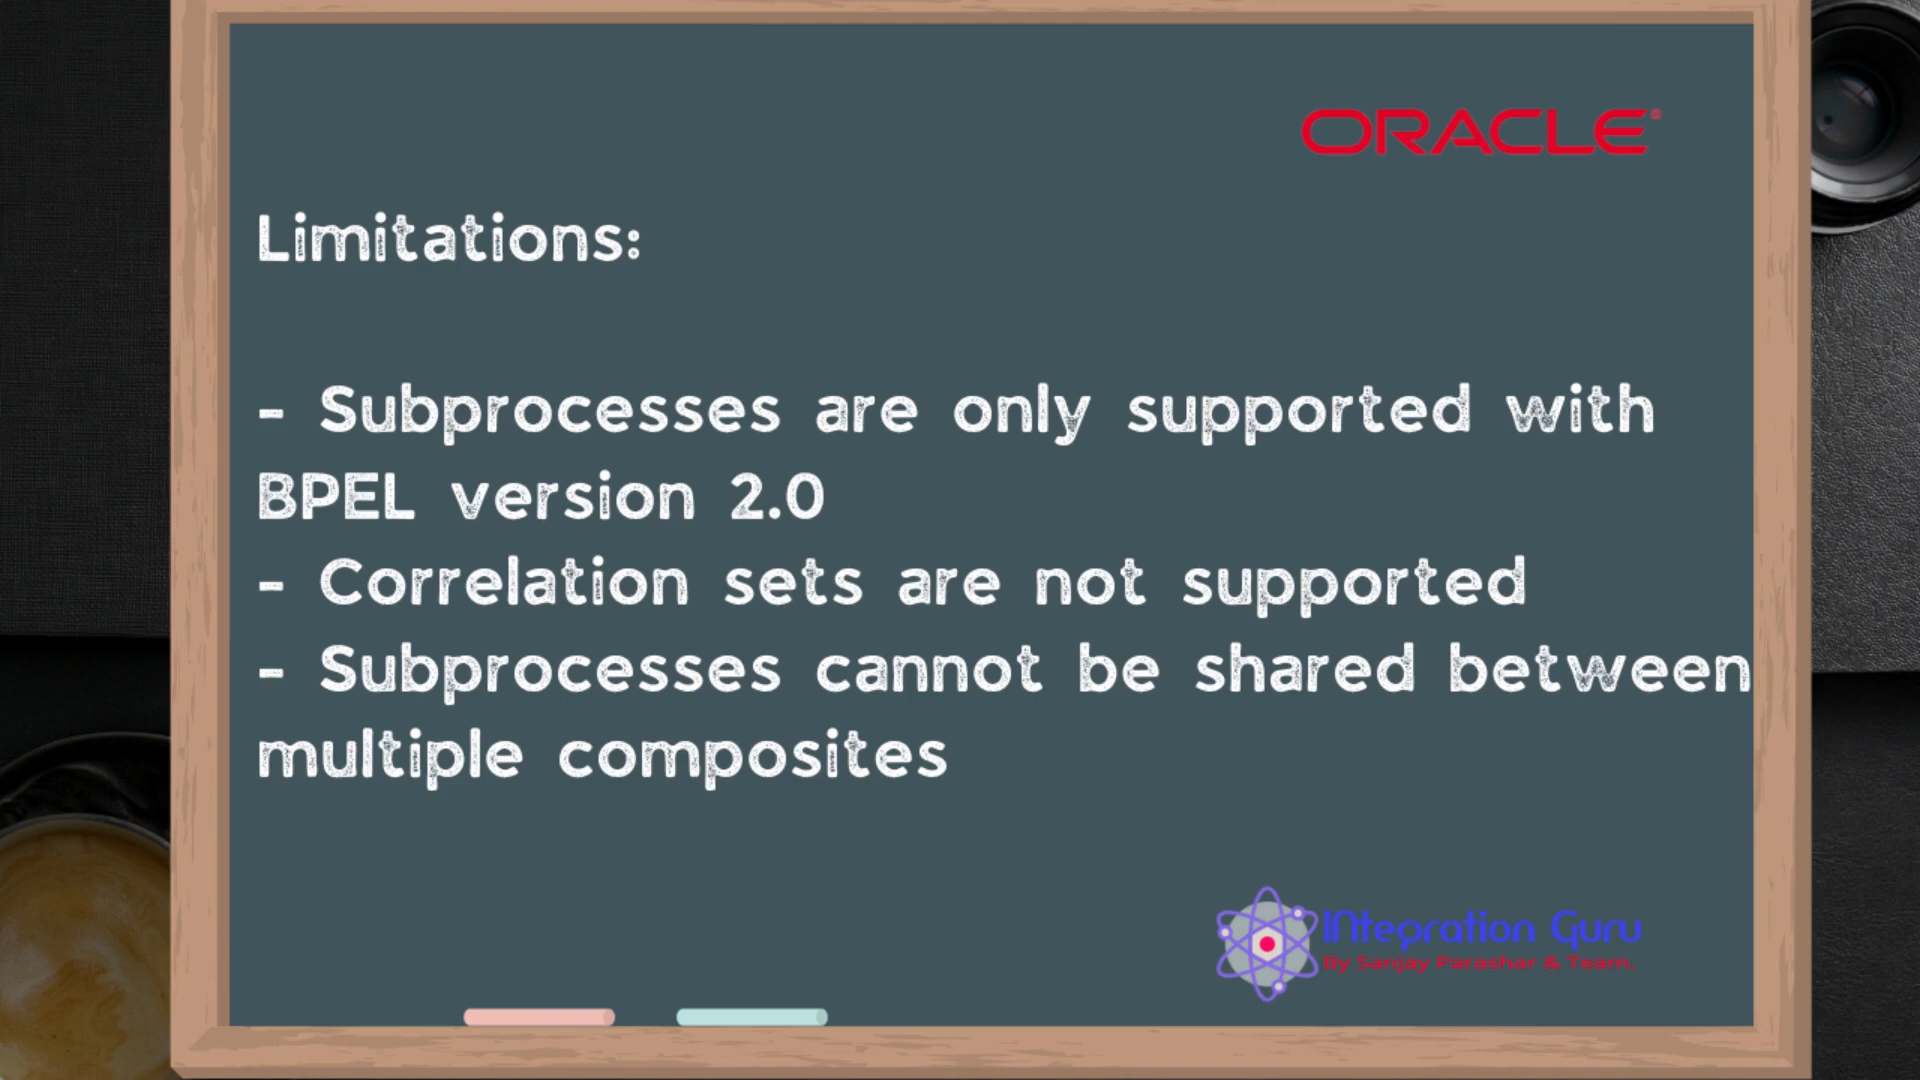 ORACLE®
Limitations:
- Subprocesses are only supported with
BPEL version 2.0
- Correlation sets are not supported
- Subprocesses cannot be shared between
multiple composites
INtegration Guru
By Sanjay Parashar & Team.